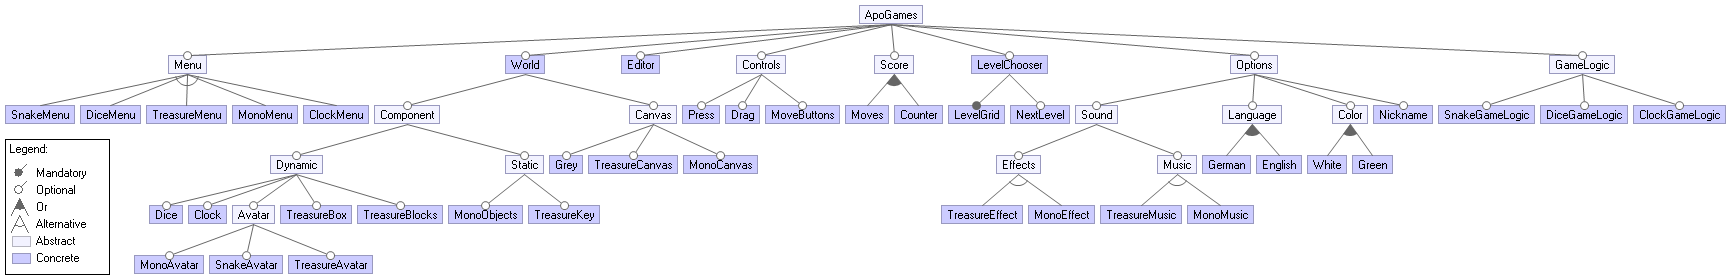 ApoGames
Menu World Editor Controls Score LevelChooser Options GameLogic
SnakeMenu DiceMenu TreasureMenu MonoMenu ClockMenu Component Canvas Press Drag MoveButtons Moves Counter LevelGrid NextLevel Sound Language Color Nickname SnakeGameLogic DiceGameLogic ClockGameLogic
Dynamic Static Grey TreasureCanvas MonoCanvas Effects Music German English White Green
Dice Clock Avatar TreasureBox TreasureBlocks MonoObjects TreasureKey TreasureEffect MonoEffect TreasureMusic MonoMusic
MonoAvatar SnakeAvatar TreasureAvatar
Legend:
Mandatory
Optional
Or
Alternative
Abstract
Concrete